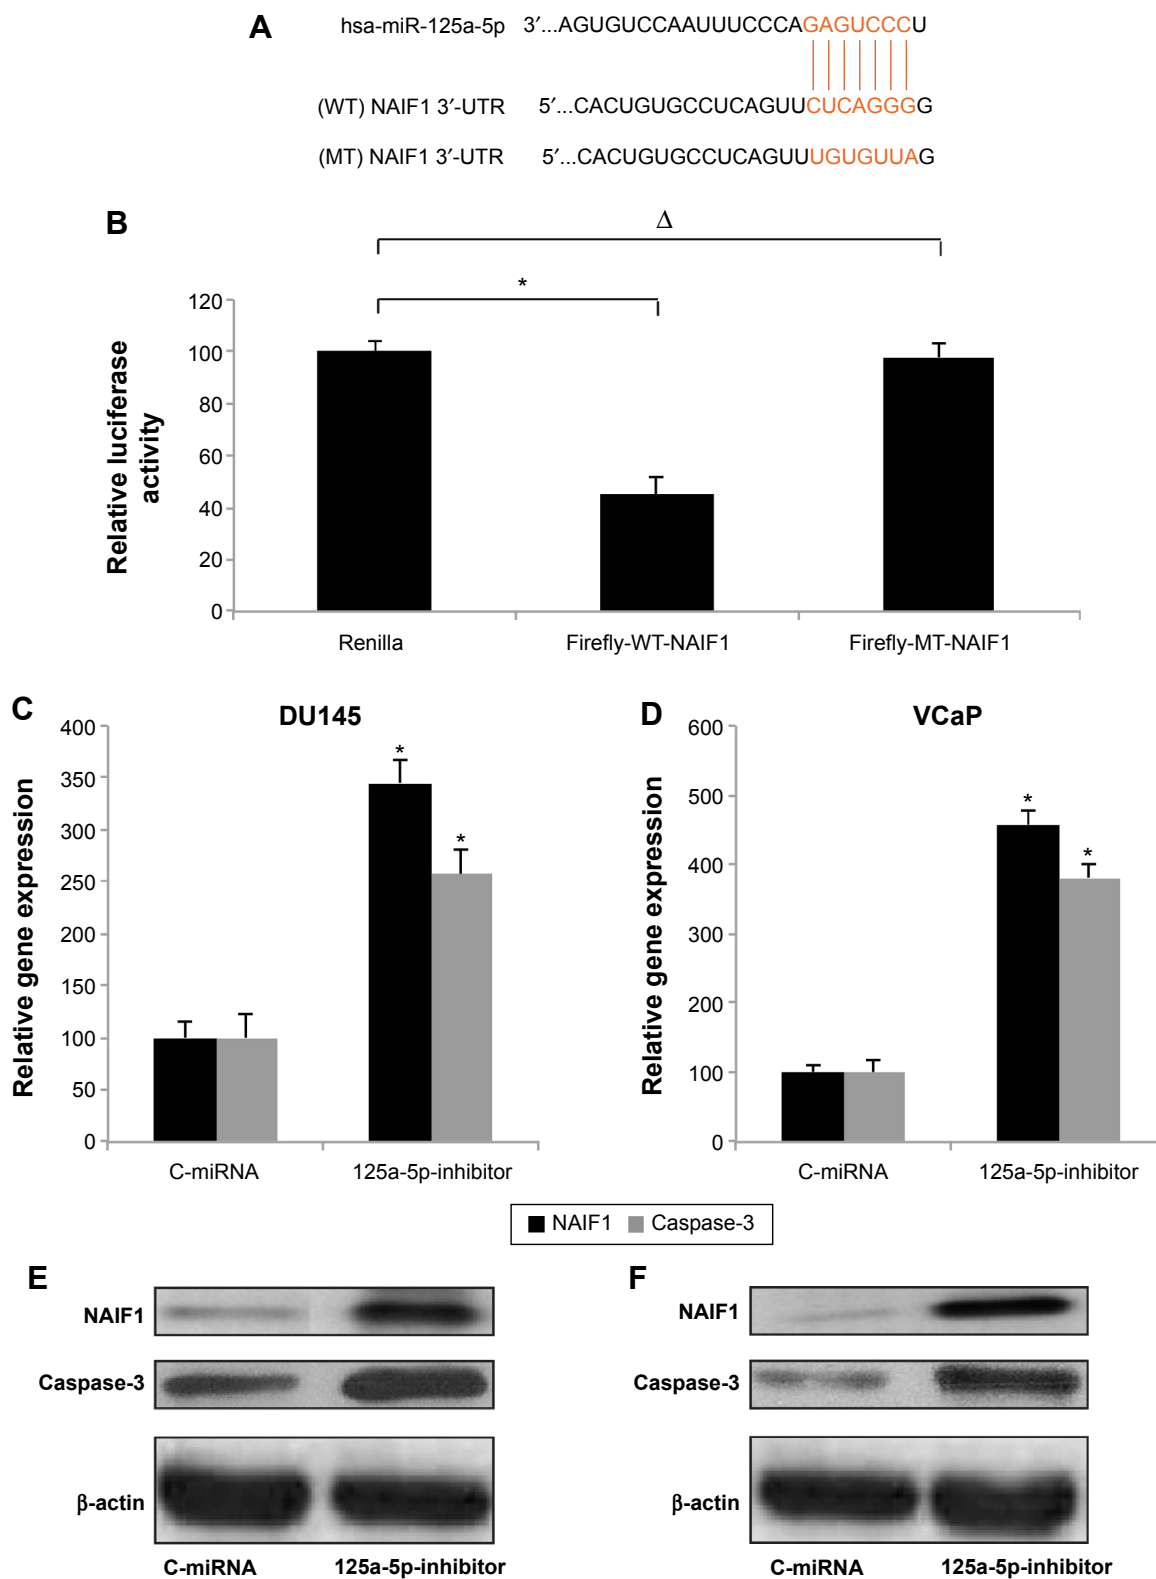 A
hsa-miR-125a-5p 3′...AGUGUCCAAUUUCCCAGAGUCCCU
(WT) NAIF1 3′-UTR 5′...CACUGUGCCUCAGUUCUCAGGGG
(MT) NAIF1 3′-UTR 5′...CACUGUGCCUCAGUUUGUGUUAG
B
Δ
*
Relative luciferase
activity
120
100
80
60
40
20
0
Renilla Firefly-WT-NAIF1 Firefly-MT-NAIF1
C
DU145
Relative gene expression
400
350
300
250
200
150
100
50
0
*
*
C-miRNA 125a-5p-inhibitor
D
VCaP
Relative gene expression
600
500
400
300
200
100
0
*
*
C-miRNA 125a-5p-inhibitor
NAIF1 Caspase-3
E
NAIF1
Caspase-3
β-actin
C-miRNA 125a-5p-inhibitor
F
NAIF1
Caspase-3
β-actin
C-miRNA 125a-5p-inhibitor